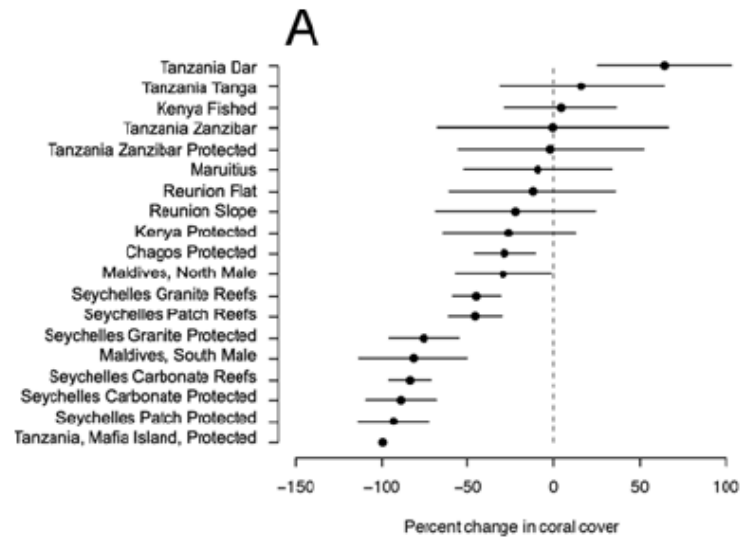 A
Tanzania Dar
Tanzania Tanga
Kenya Fished
Tanzania Zanzibar
Tanzania Zanzibar Protected
Maruitius
Reunion Flat
Reunion Slope
Kenya Protected
Chagos Protected
Maldives, North Male
Seychelles Granite Reefs
Seychelles Patch Reefs
Seychelles Granite Protected
Maldives, South Male
Seychelles Carbonate Reefs
Seychelles Carbonate Protected
Seychelles Patch Protected
Tanzania, Mafia Island, Protected
−150 −100 −50 0 50 100
Percent change in coral cover